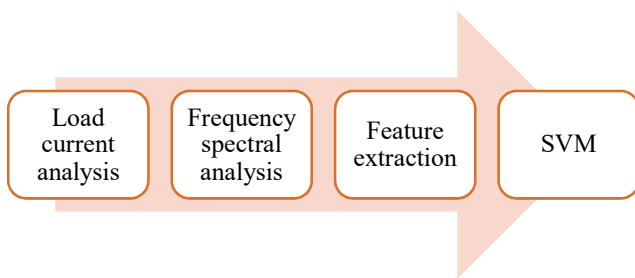 Load
current
analysis
Frequency
spectral
analysis
Feature
extraction
SVM